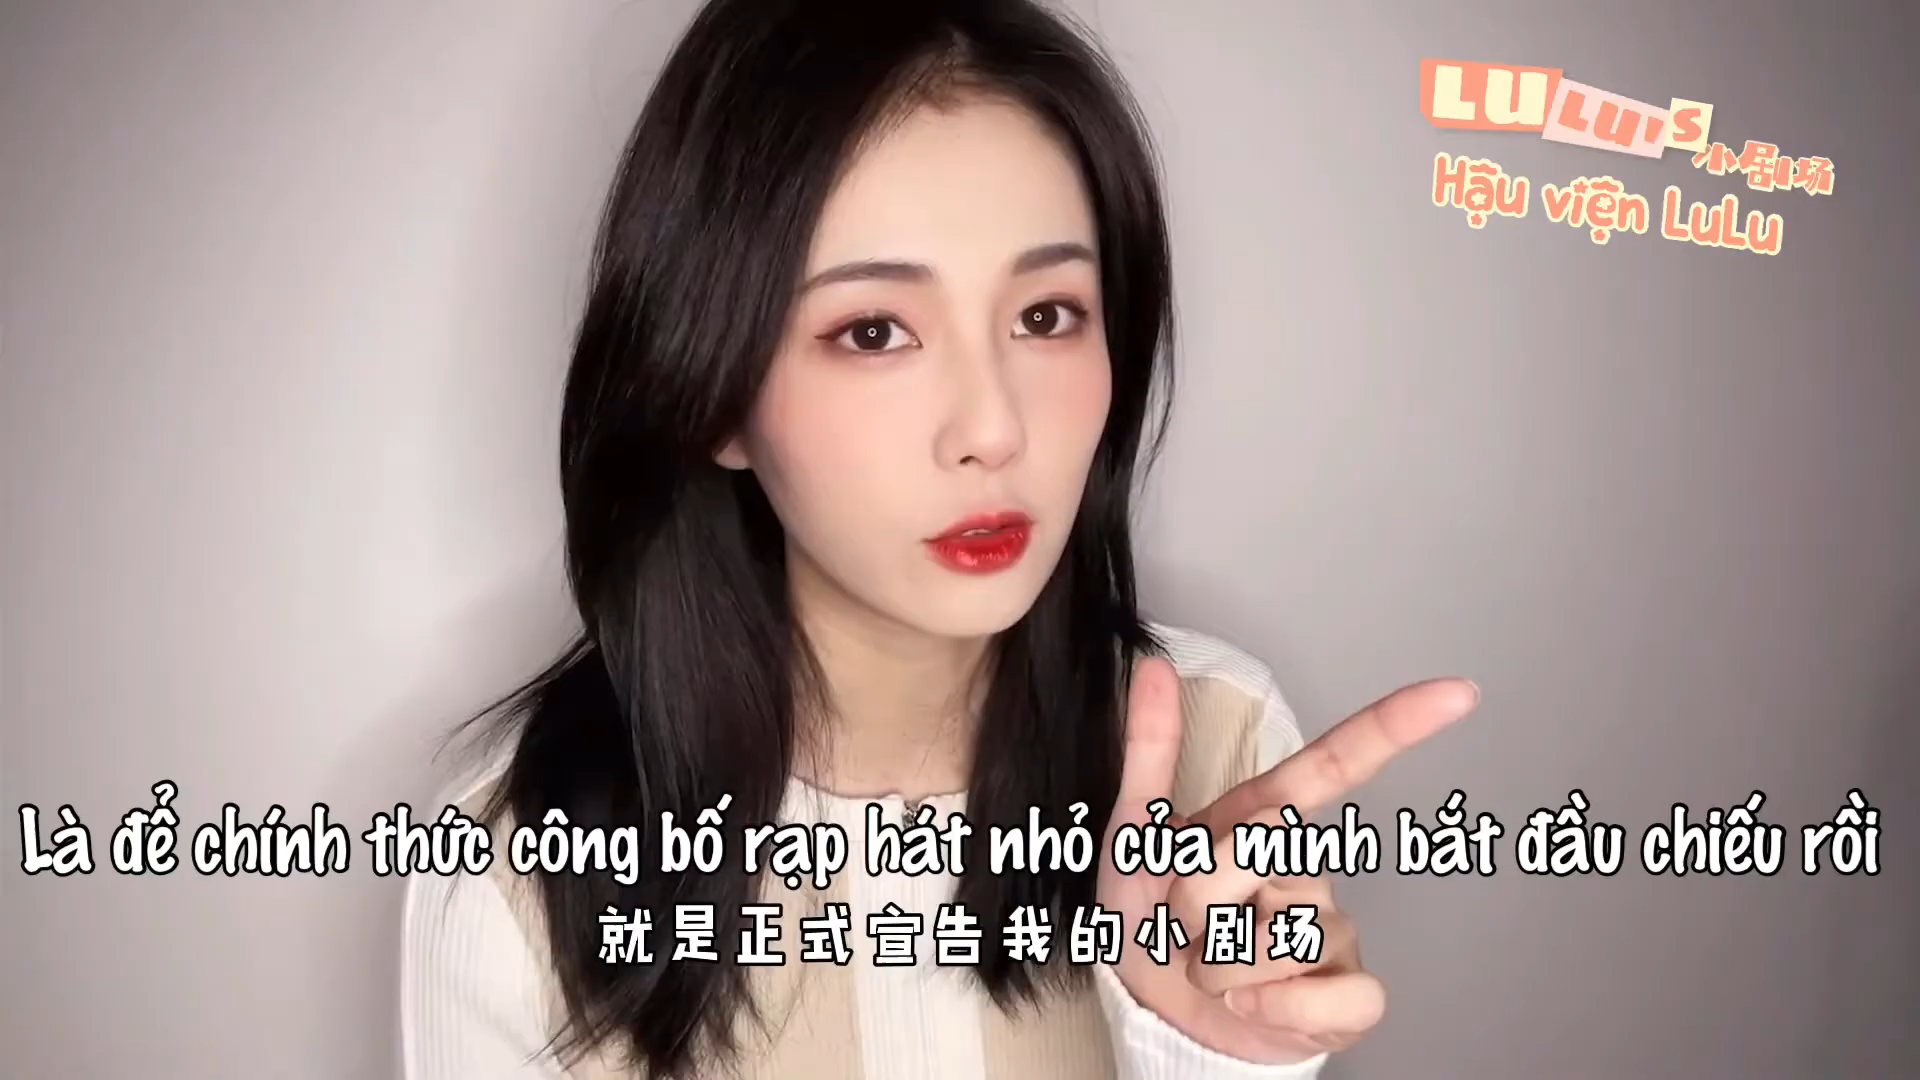 LULU'S
小剧场
Hậu viện LuLu
Là để chính thức công bố rạp hát nhỏ của mình bắt đầu chiếu rồi
就是正式宣告我的小剧场